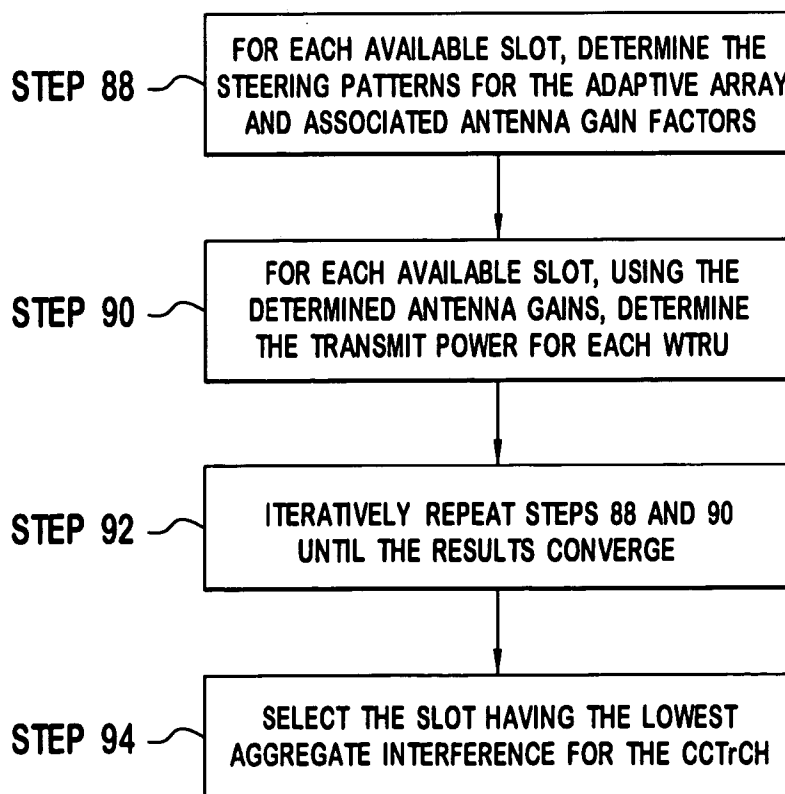 STEP 88
FOR EACH AVAILABLE SLOT, DETERMINE THE
STEERING PATTERNS FOR THE ADAPTIVE ARRAY
AND ASSOCIATED ANTENNA GAIN FACTORS
STEP 90
FOR EACH AVAILABLE SLOT, USING THE
DETERMINED ANTENNA GAINS, DETERMINE
THE TRANSMIT POWER FOR EACH WTRU
STEP 92
ITERATIVELY REPEAT STEPS 88 AND 90
UNTIL THE RESULTS CONVERGE
STEP 94
SELECT THE SLOT HAVING THE LOWEST
AGGREGATE INTERFERENCE FOR THE CCTrCH